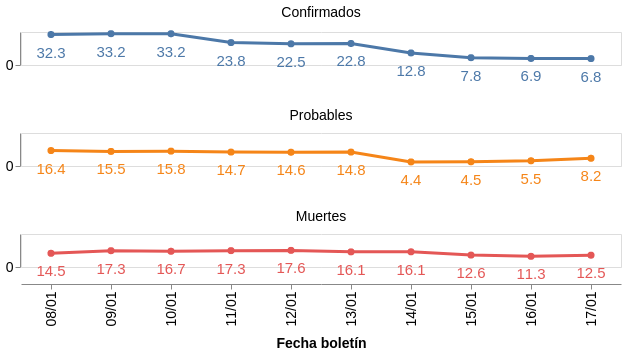 Confirmados
0
32.3 33.2 33.2 23.8 22.5 22.8 12.8 7.8 6.9 6.8
Probables
0
16.4 15.5 15.8 14.7 14.6 14.8 4.4 4.5 5.5 8.2
Muertes
0
14.5 17.3 16.7 17.3 17.6 16.1 16.1 12.6 11.3 12.5
08/01 09/01 10/01 11/01 12/01 13/01 14/01 15/01 16/01 17/01
Fecha boletín